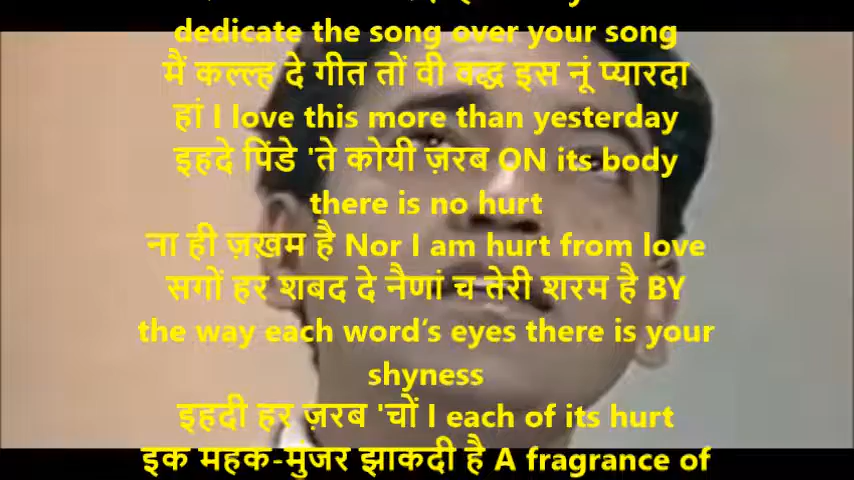 dedicate the song over your song
मैं कल्ल्ह दे गीत तों वी वद्ध इस नूं प्यारदा
हां I love this more than yesterday
इहदे पिंडे 'ते कोयी ज़रब ON its body
there is no hurt
ना ही ज़ख़म है Nor I am hurt from love
सगों हर शबद दे नैणां च तेरी शरम है BY
the way each word’s eyes there is your
shyness
इहदी हर ज़रब 'चों I each of its hurt
इक महक-मुंजर झाकदी है A fragrance of